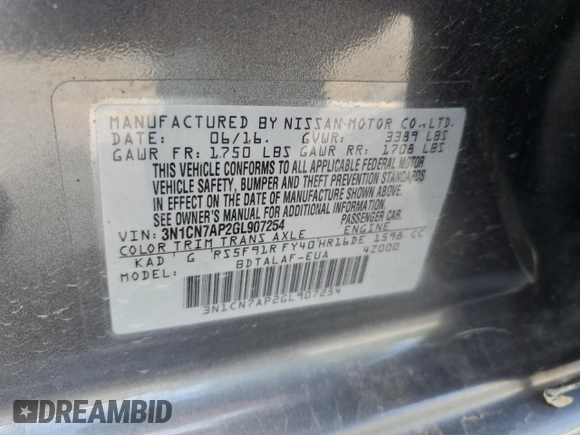 MANUFACTURED BY NISSAN MOTOR CO.,LTD.
DATE: 06/16. GVWR: 3389 LBS
GAWR FR: 1750 LBS GAWR RR: 1708 LBS
THIS VEHICLE CONFORMS TO ALL APPLICABLE FEDERAL MOTOR
VEHICLE SAFETY, BUMPER AND THEFT PREVENTION STANDARDS
IN EFFECT ON THE DATE OF MANUFACTURE SHOWN ABOVE.
SEE OWNER'S MANUAL FOR ADDITIONAL INFORMATION.
VIN: 3N1CN7AP2GL907254 PASSENGER CAR
COLOR TRIM TRANS AXLE ENGINE
KAD G RS5F91R FY40 HR16DE 1598 CC
MODEL: BDTALAF-EUA 42000
3N1CN7AP2GL907254
DREAMBID